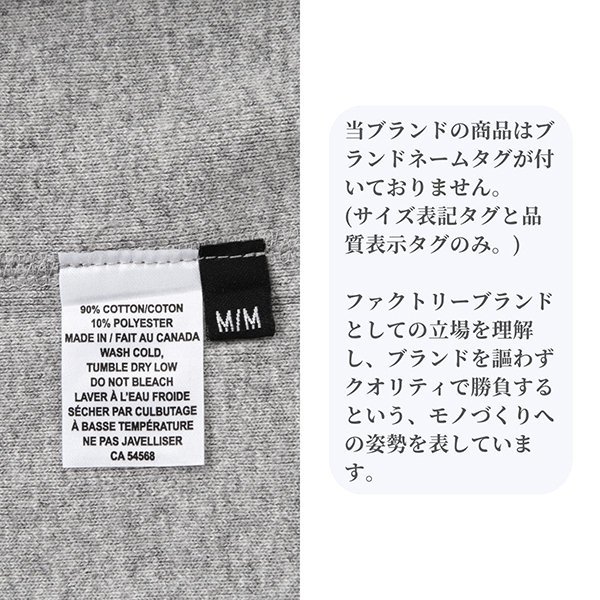 90% COTTON/COTON
10% POLYESTER
MADE IN / FAIT AU CANADA
WASH COLD,
TUMBLE DRY LOW
DO NOT BLEACH
LAVER À L'EAU FROIDE
SÉCHER PAR CULBUTAGE
À BASSE TEMPÉRATURE
NE PAS JAVELLISER
CA 54568
M/M
当ブランドの商品はブ
ランドネームタグが付
いておりません。
(サイズ表記タグと品
質表示タグのみ。)
ファクトリーブランド
としての立場を理解
し、ブランドを謳わず
クオリティで勝負する
という、モノづくりへ
の姿勢を表していま
す。